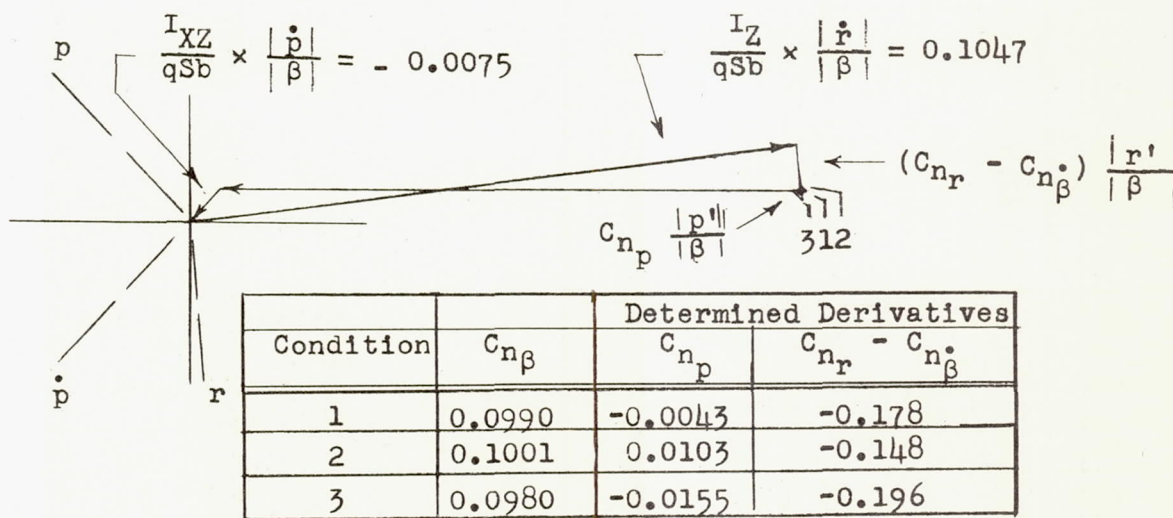 p
I_XZ/qSb × |ṗ|/|β| = - 0.0075
I_Z/qSb × |ṙ|/|β| = 0.1047
(C_n_r - C_n_β̇) |r'/|β
C_n_p |p'||/|β|
312
ṗ
r
Determined Derivatives
Condition C_n_β C_n_p C_n_r - C_n_β̇
1 0.0990 -0.0043 -0.178
2 0.1001 0.0103 -0.148
3 0.0980 -0.0155 -0.196